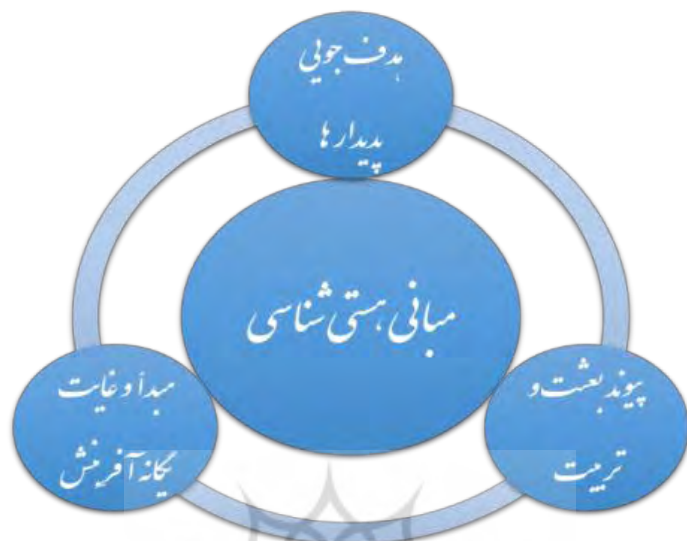 هدف جویی
پدیدارها
مبانی هستی شناسی
پیوند بعثت و
تربیت
مبدأ و غایت
یگانه آفرینش